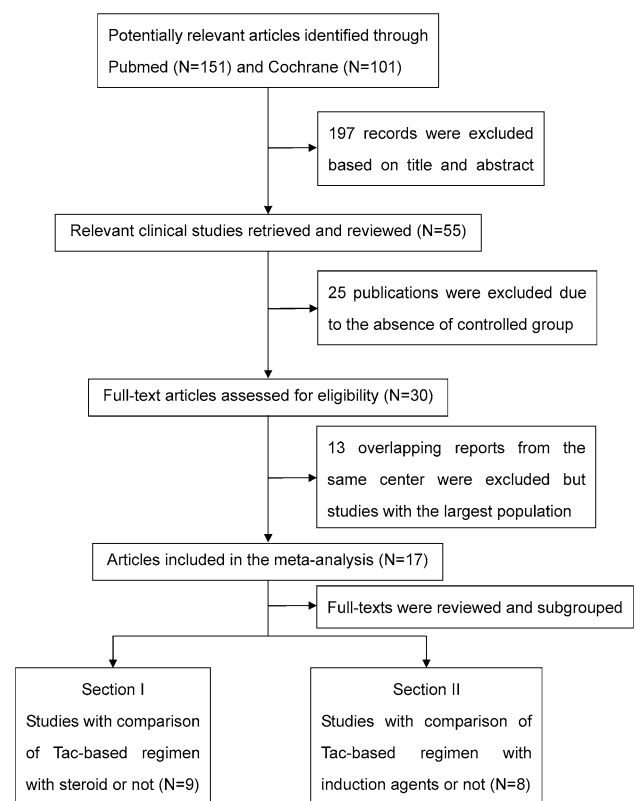 Potentially relevant articles identified through
Pubmed (N=151) and Cochrane (N=101)
197 records were excluded
based on title and abstract
Relevant clinical studies retrieved and reviewed (N=55)
25 publications were excluded due
to the absence of controlled group
Full-text articles assessed for eligibility (N=30)
13 overlapping reports from the
same center were excluded but
studies with the largest population
Articles included in the meta-analysis (N=17)
Full-texts were reviewed and subgrouped
Section I
Studies with comparison
of Tac-based regimen
with steroid or not (N=9)
Section II
Studies with comparison of
Tac-based regimen with
induction agents or not (N=8)